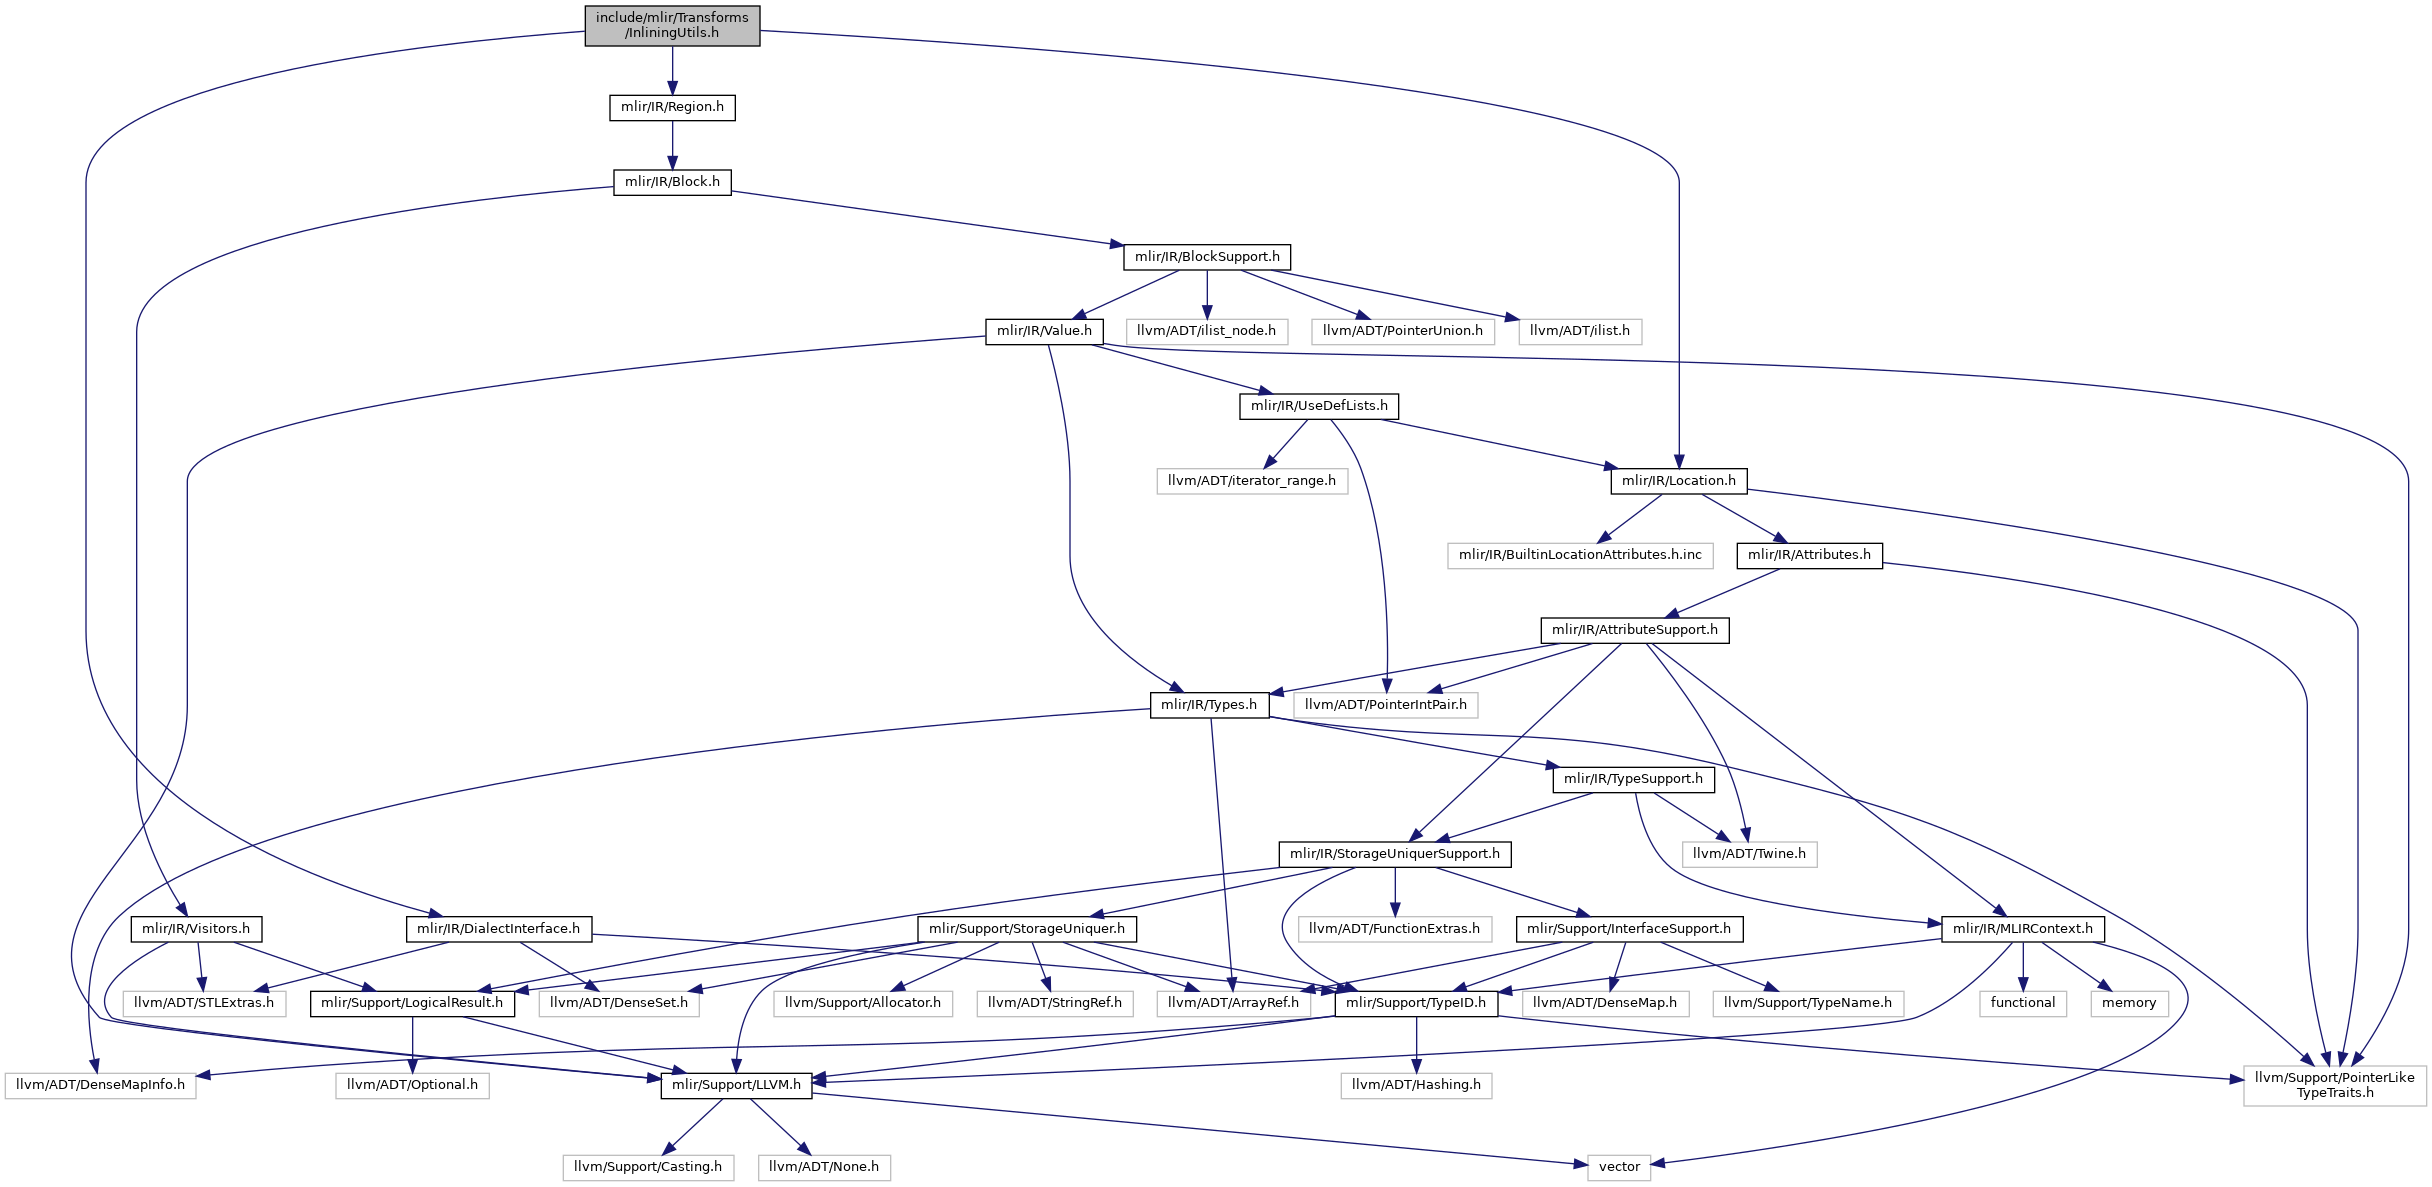 include/mlir/Transforms
/InliningUtils.h
mlir/IR/Region.h
mlir/IR/Block.h
mlir/IR/BlockSupport.h
mlir/IR/Value.h
llvm/ADT/ilist_node.h
llvm/ADT/PointerUnion.h
llvm/ADT/ilist.h
mlir/IR/UseDefLists.h
llvm/ADT/iterator_range.h
mlir/IR/Location.h
mlir/IR/BuiltinLocationAttributes.h.inc
mlir/IR/Attributes.h
mlir/IR/AttributeSupport.h
mlir/IR/Types.h
llvm/ADT/PointerIntPair.h
mlir/IR/TypeSupport.h
mlir/IR/StorageUniquerSupport.h
llvm/ADT/Twine.h
mlir/IR/Visitors.h
mlir/IR/DialectInterface.h
mlir/Support/StorageUniquer.h
llvm/ADT/FunctionExtras.h
mlir/Support/InterfaceSupport.h
mlir/IR/MLIRContext.h
llvm/ADT/STLExtras.h
mlir/Support/LogicalResult.h
llvm/ADT/DenseSet.h
llvm/Support/Allocator.h
llvm/ADT/StringRef.h
llvm/ADT/ArrayRef.h
mlir/Support/TypeID.h
llvm/ADT/DenseMap.h
llvm/Support/TypeName.h
functional
memory
llvm/ADT/DenseMapInfo.h
llvm/ADT/Optional.h
mlir/Support/LLVM.h
llvm/ADT/Hashing.h
llvm/Support/PointerLike
TypeTraits.h
llvm/Support/Casting.h
llvm/ADT/None.h
vector